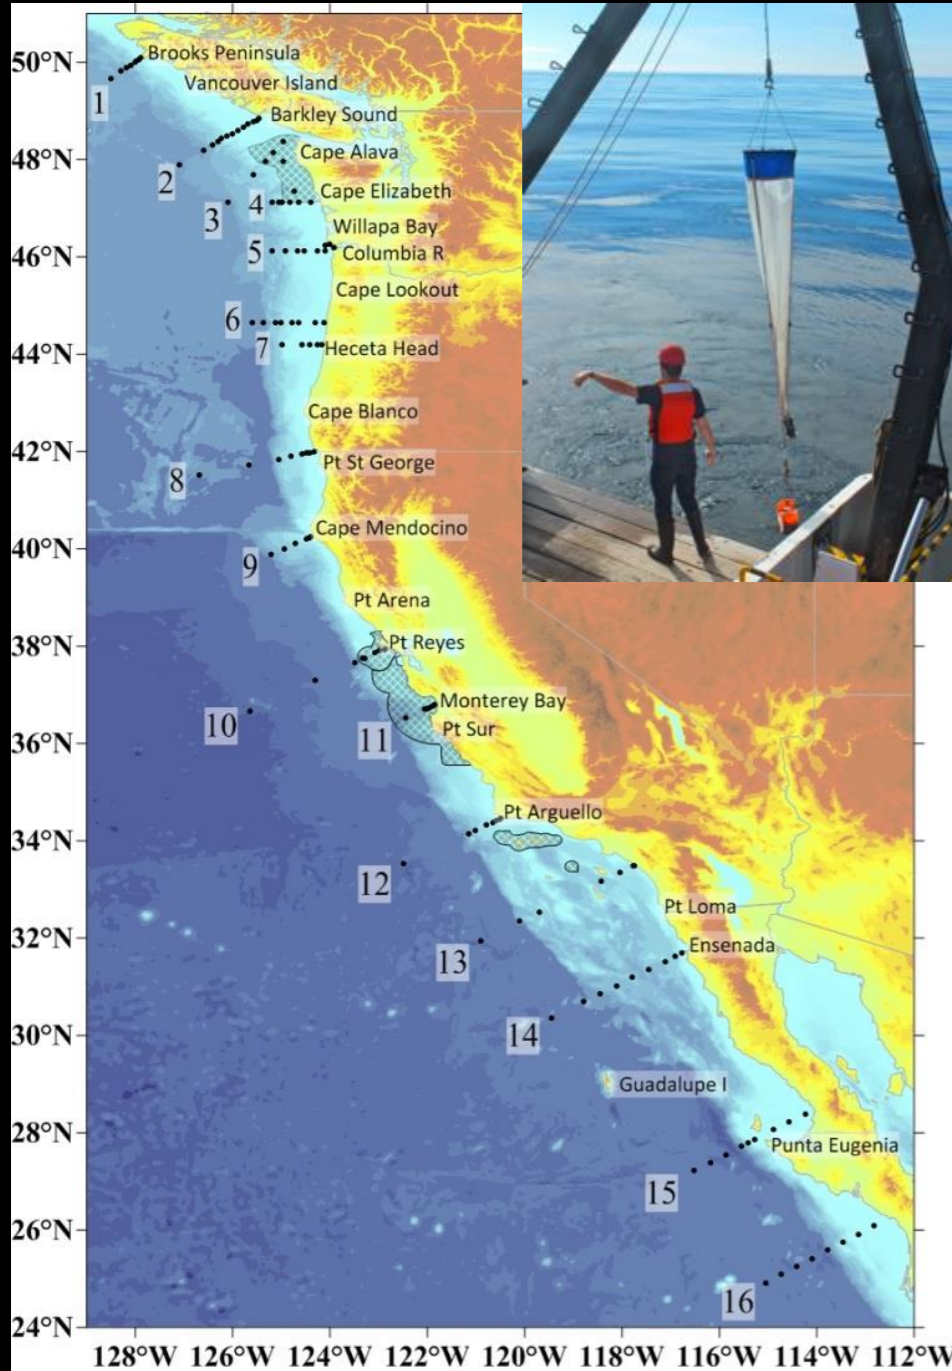 50°N
Brooks Peninsula
Vancouver Island
1
Barkley Sound
48°N
Cape Alava
2
Cape Elizabeth
3
4
Willapa Bay
46°N
5
Columbia R
Cape Lookout
6
44°N
7
Heceta Head
Cape Blanco
42°N
Pt St George
8
Cape Mendocino
40°N
9
Pt Arena
38°N
Pt Reyes
Monterey Bay
10
11
Pt Sur
36°N
Pt Arguello
34°N
12
Pt Loma
32°N
Ensenada
13
30°N
14
Guadalupe I
28°N
Punta Eugenia
15
26°N
16
24°N
128°W 126°W 124°W 122°W 120°W 118°W 116°W 114°W 112°W